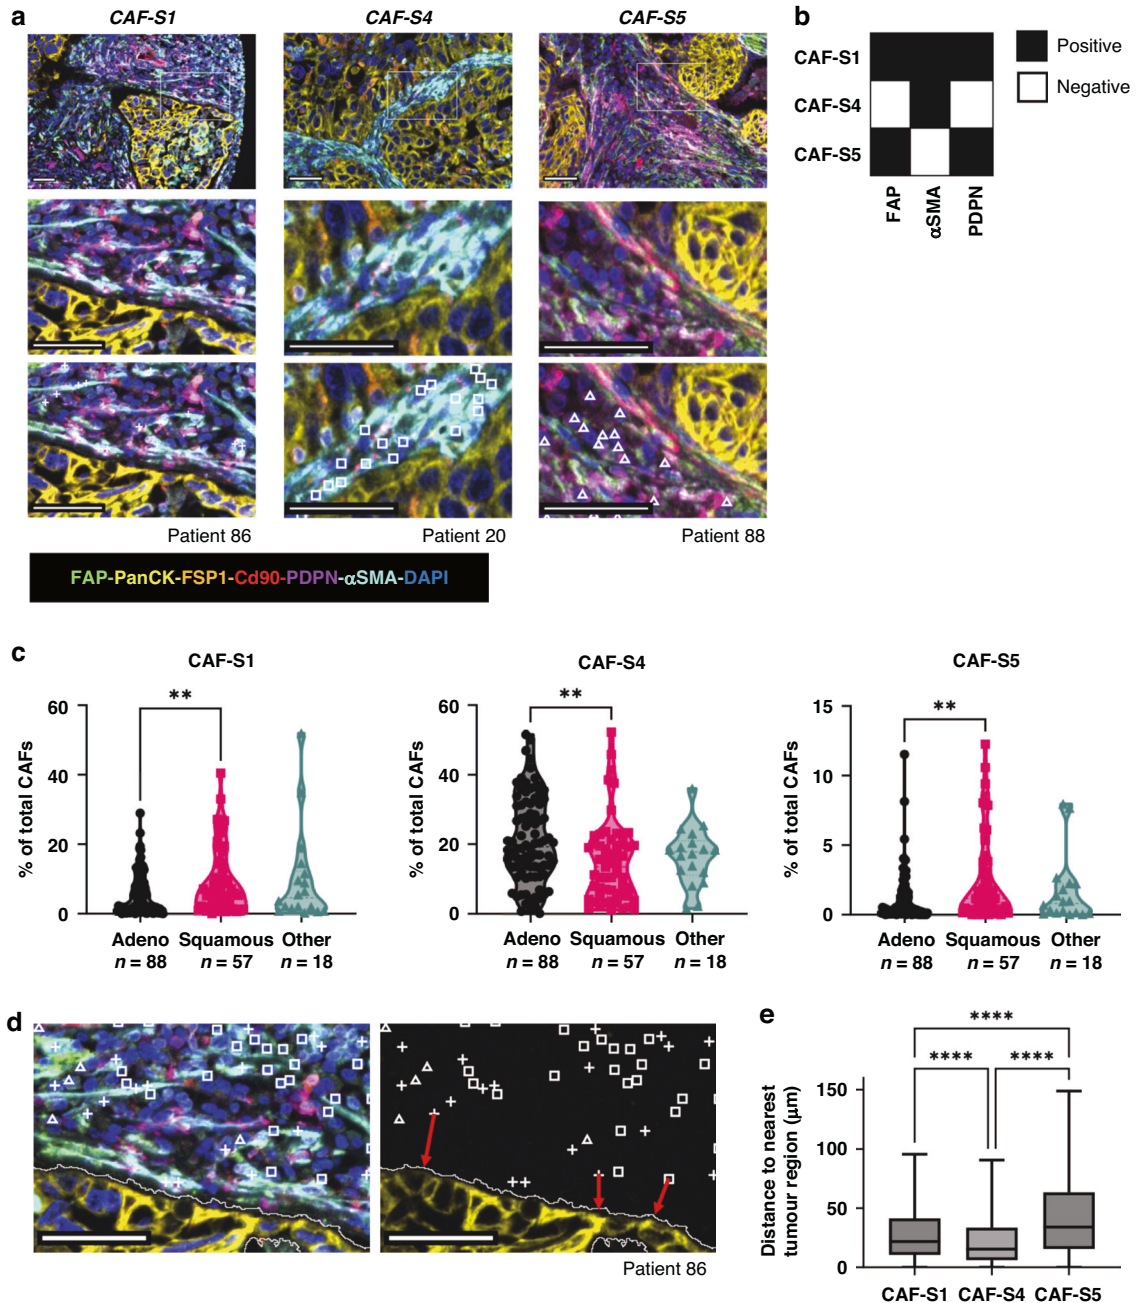 a
CAF-S1
CAF-S4
CAF-S5
Patient 86
Patient 20
Patient 88
FAP-PanCK-FSP1-Cd90-PDPN-αSMA-DAPI
b
CAF-S1
CAF-S4
CAF-S5
FAP
αSMA
PDPN
Positive
Negative
c
CAF-S1
% of total CAFs
60
40
20
0
**
Adeno
n = 88
Squamous
n = 57
Other
n = 18
CAF-S4
% of total CAFs
60
40
20
0
**
Adeno
n = 88
Squamous
n = 57
Other
n = 18
CAF-S5
% of total CAFs
15
10
5
0
**
Adeno
n = 88
Squamous
n = 57
Other
n = 18
d
Patient 86
e
Distance to nearest
tumour region (μm)
150
100
50
0
****
****
****
CAF-S1
CAF-S4
CAF-S5